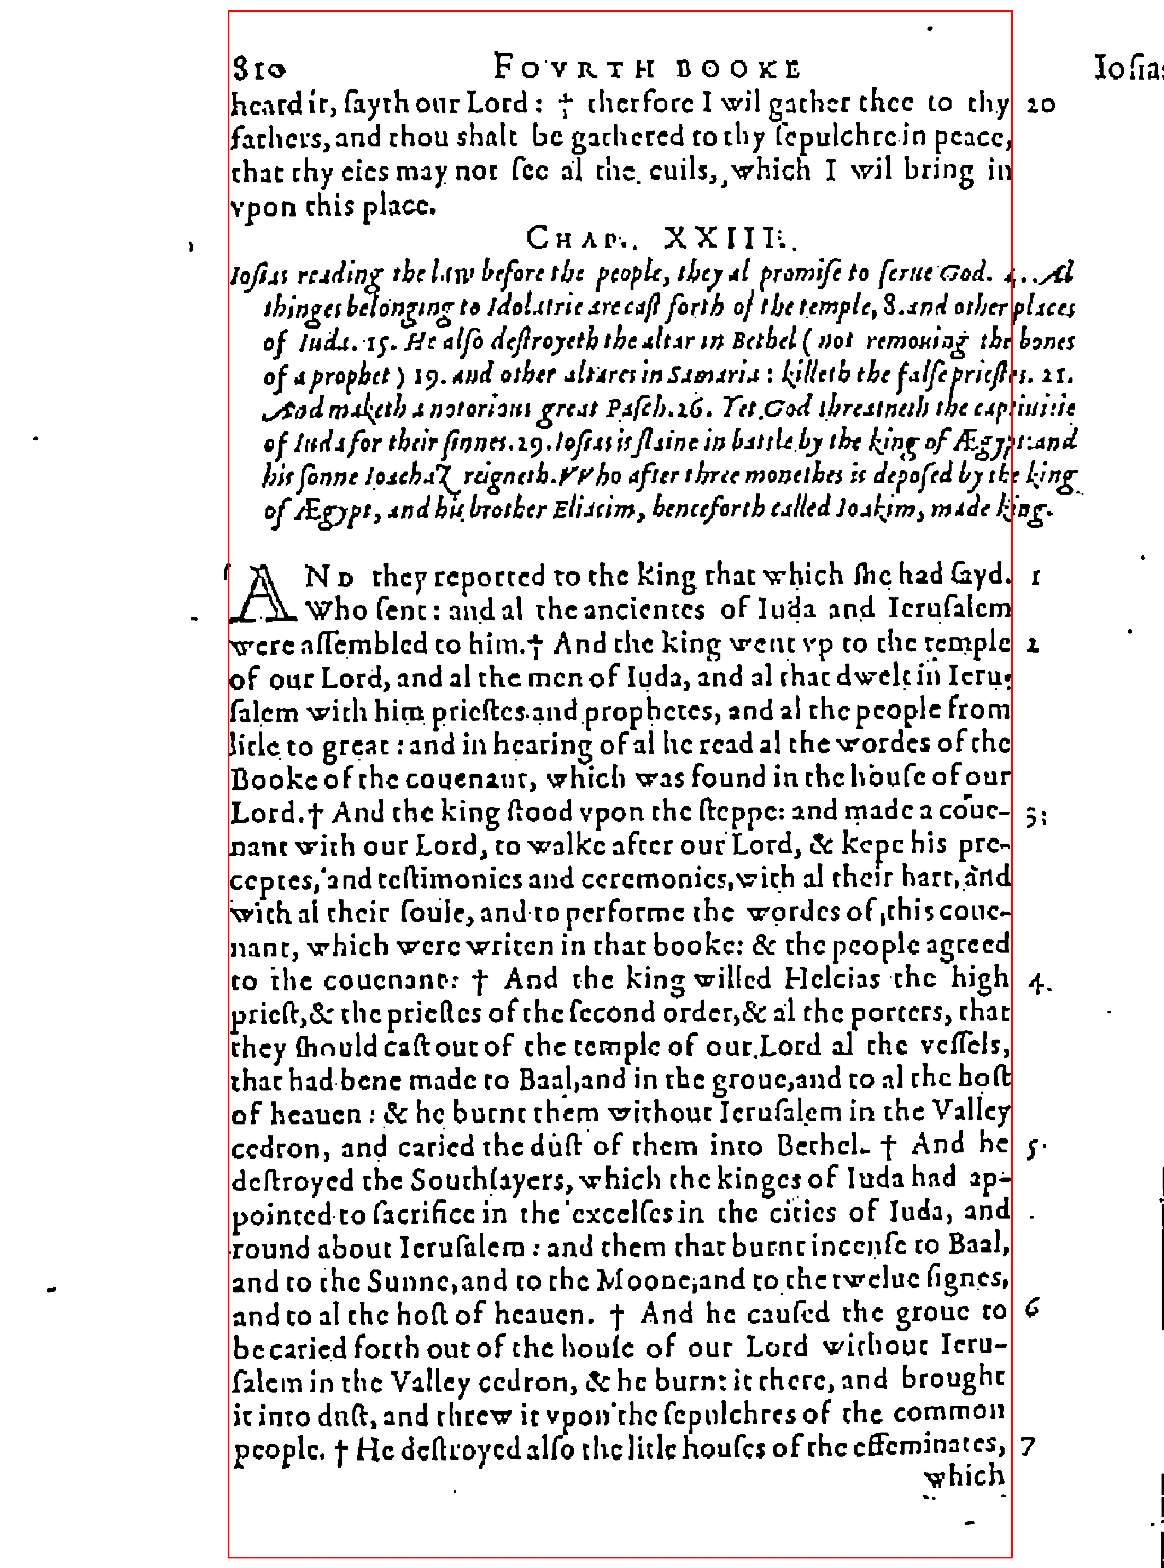 810 FOVRTH BOOKE Iosias
heard it, sayth our Lord: † therfore I wil gather thee to thy 20
fathers, and thou shalt be gathered to thy sepulchre in peace,
that thy eies may not see al the euils, which I wil bring in
vpon this place.
CHAP. XXIII.
Iosias reading the law before the people, they al promise to serue God. 4. Al
thinges belonging to Idolatrie are cast forth of the temple, 8. and other places
of Iuda. 15. He also destroyeth the altar in Bethel (not remouing the bones
of a prophet) 19. and other altares in Samaria: killeth the false priestes. 21.
And maketh a notorious great Pasch. 26. Yet God threatneth the captiuitie
of Iuda for their sinnes. 29. Iosias is slaine in battle by the king of Ægypt: and
his sonne Ioachaz reigneth. VVho after three monethes is deposed by the king
of Ægypt, and his brother Eliacim, henceforth called Ioakim, made king.
AND they reported to the king that which she had sayd. 1
Who sent: and al the ancientes of Iuda and Ierusalem
were assembled to him. † And the king went vp to the temple 2
of our Lord, and al the men of Iuda, and al that dwelt in Ieru-
salem with him priestes and prophetes, and al the people from
litle to great: and in hearing of al he read al the wordes of the
Booke of the couenant, which was found in the house of our
Lord. † And the king stood vpon the steppe: and made a coue- 3
nant with our Lord, to walke after our Lord, & kepe his pre-
ceptes, and testimonies and ceremonies, with al their hart, and
with al their soule, and to performe the wordes of this coue-
nant, which were writen in that booke: & the people agreed
to the couenant: † And the king willed Helcias the high 4.
priest, & the priestes of the second order, & al the porters, that
they should cast out of the temple of our Lord al the vessels,
that had bene made to Baal, and in the groue, and to al the host
of heauen: & he burnt them without Ierusalem in the Valley
cedron, and caried the dust of them into Bethel. † And he 5.
destroyed the Southsayers, which the kinges of Iuda had ap-
pointed to sacrifice in the excelses in the cities of Iuda, and
round about Ierusalem: and them that burnt incense to Baal,
and to the Sunne, and to the Moone, and to the twelue signes,
and to al the host of heauen. † And he caused the groue to 6
be caried forth out of the house of our Lord without Ieru-
salem in the Valley cedron, & he burnt it there, and brought
it into dust, and threw it vpon the sepulchres of the common
people. † He destroyed also the litle houses of the effeminates, 7
which